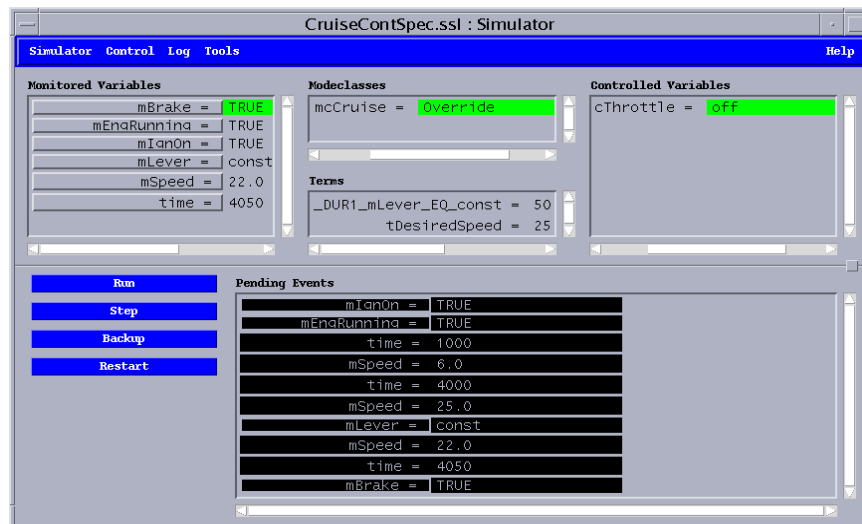 CruiseContSpec.ssl : Simulator
Simulator Control Log Tools Help
Monitored Variables
mBrake = TRUE
mEngRunning = TRUE
mIgnOn = TRUE
mLever = const
mSpeed = 22.0
time = 4050
Modeclasses
mcCruise = Override
Terms
_DUR1_mLever_EQ_const = 50
tDesiredSpeed = 25
Controlled Variables
cThrottle = off
Run
Step
Backup
Restart
Pending Events
mIgnOn = TRUE
mEngRunning = TRUE
time = 1000
mSpeed = 6.0
time = 4000
mSpeed = 25.0
mLever = const
mSpeed = 22.0
time = 4050
mBrake = TRUE